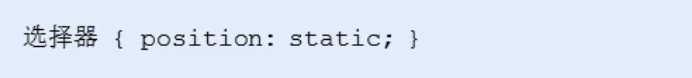 选择器 { position: static; }